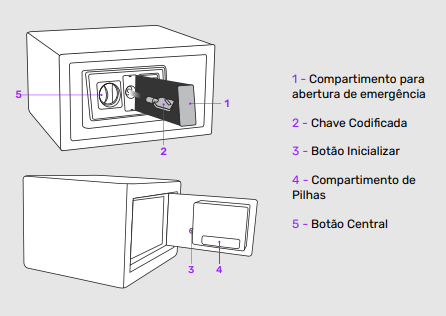 5
1
2
3
4
1 - Compartimento para
abertura de emergência
2 - Chave Codificada
3 - Botão Inicializar
4 - Compartimento de
Pilhas
5 - Botão Central